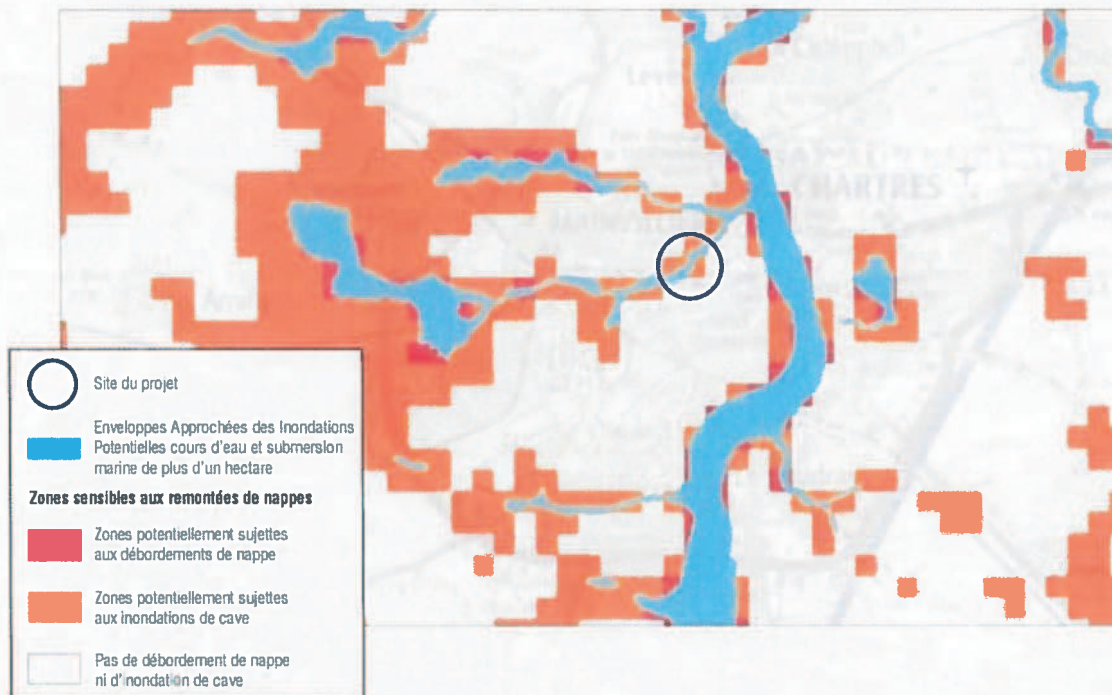 CHARTRES
Site du projet
Enveloppes Approchées des Inondations
Potentielles cours d'eau et submersion
marine de plus d'un hectare
Zones sensibles aux remontées de nappes
Zones potentiellement sujettes
aux débordements de nappe
Zones potentiellement sujettes
aux inondations de cave
Pas de débordement de nappe
ni d'inondation de cave